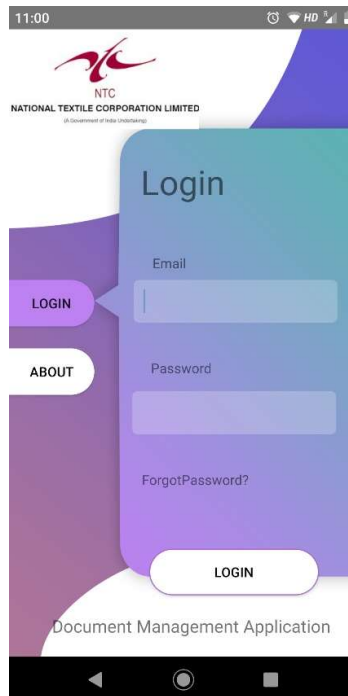 11:00
HD R
NTC
NATIONAL TEXTILE CORPORATION LIMITED
(A Government of India Undertaking)
Login
Email
LOGIN
ABOUT
Password
ForgotPassword?
LOGIN
Document Management Application